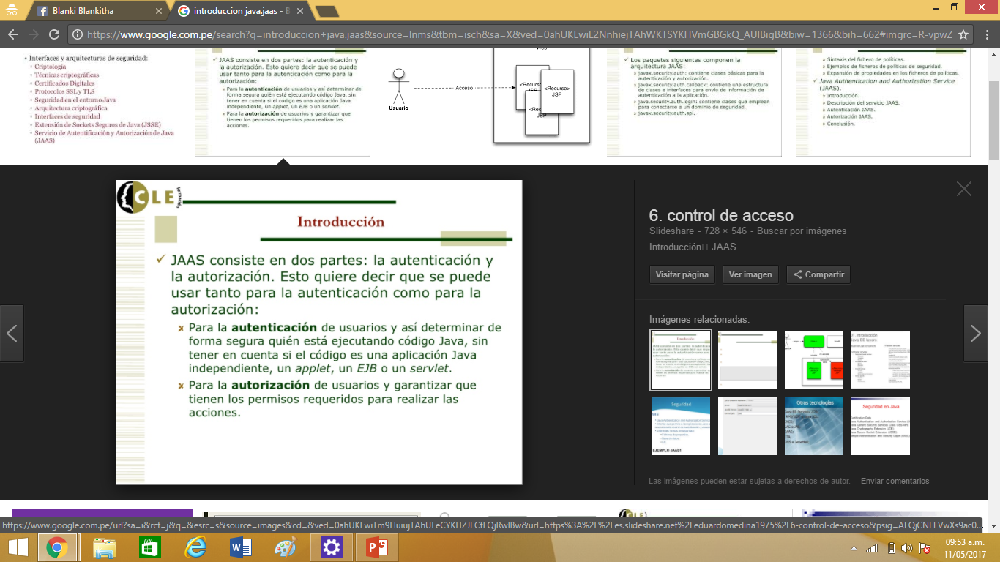 Blanki Blankitha
introduccion java.jaas - B
https://www.google.com.pe/search?q=introduccion+java.jaas&source=lnms&tbm=isch&sa=X&ved=0ahUKEwiL2NnhiejTAhWKTSYKHVmGBGkQ_AUIBigB&biw=1366&bih=662#imgrc=R-vpwZ
• Interfaces y arquitecturas de seguridad:
• Criptología
• Técnicas criptográficas
• Certificados Digitales
• Protocolos SSL y TLS
• Seguridad en el entorno Java
• Arquitectura criptográfica
• Interfaces de seguridad
• Extensión de Sockets Seguros de Java (JSSE)
• Servicio de Autentificación y Autorización de Java
(JAAS)
JAAS consiste en dos partes: la autenticación y
la autorización. Esto quiere decir que se puede
usar tanto para la autenticación como para la
autorización:
Para la autenticación de usuarios y así determinar de
forma segura quién está ejecutando código Java, sin
tener en cuenta si el código es una aplicación Java
independiente, un applet, un EJB o un servlet.
Para la autorización de usuarios y garantizar que
tienen los permisos requeridos para realizar las
acciones.
Usuario
Acceso
Web
<Recurso>
JSP
<Recurso>
JSP
JSP
Los paquetes siguientes componen la
arquitectura JAAS:
javax.security.auth: contiene clases básicas para
autenticación y autorización.
javax.security.auth.callback: contiene una estructura
de clases e interfaces para envío de información de
autenticación a la aplicación.
java.security.auth.login: contiene clases que emplean
para conectarse a un dominio de seguridad.
javax.security.auth.spi.
Sintaxis del fichero de políticas.
Ejemplos de ficheros de políticas de seguridad.
Expansión de propiedades en los ficheros de políticas.
Java Authentication and Authorization Service
(JAAS).
Introducción.
Descripción del servicio JAAS.
Autenticación JAAS.
Autorización JAAS.
Conclusión.
CLE
formación
Introducción
JAAS consiste en dos partes: la autenticación y
la autorización. Esto quiere decir que se puede
usar tanto para la autenticación como para la
autorización:
Para la autenticación de usuarios y así determinar de
forma segura quién está ejecutando código Java, sin
tener en cuenta si el código es una aplicación Java
independiente, un applet, un EJB o un servlet.
Para la autorización de usuarios y garantizar que
tienen los permisos requeridos para realizar las
acciones.
6. control de acceso
Slideshare - 728 × 546 - Buscar por imágenes
Introducción JAAS ...
Visitar página
Ver imagen
Compartir
Imágenes relacionadas:
Introducción
Seguridad
EJEMPLO JAAS1
Otras tecnologías
Seguridad en Java
Las imágenes pueden estar sujetas a derechos de autor. - Enviar comentarios
https://www.google.com.pe/url?sa=i&rct=j&q=&esrc=s&source=images&cd=&ved=0ahUKEwiTm9HuiujTAhUFeCYKHZJECtEQjRwIBw&url=https%3A%2F%2Fes.slideshare.net%2Feduardomedina1975%2F6-control-de-acceso&psig=AFQjCNFEVwXs9ac0...
09:53 a.m.
11/05/2017